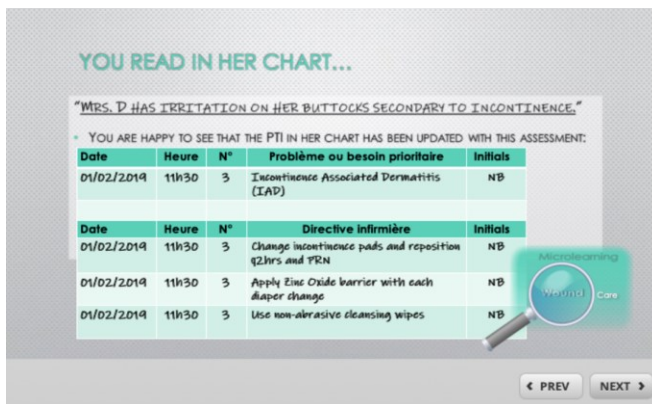 YOU READ IN HER CHART...
"MRS. D HAS IRRITATION ON HER BUTTOCKS SECONDARY TO INCONTINENCE."
• YOU ARE HAPPY TO SEE THAT THE PTI IN HER CHART HAS BEEN UPDATED WITH THIS ASSESSMENT:
Date Heure N° Problème ou besoin prioritaire Initials
01/02/2019 11h30 3 Incontinence Associated Dermatitis NB
(IAD)
Date Heure N° Directive infirmière Initials
01/02/2019 11h30 3 Change incontinence pads and reposition NB
q2hrs and PRN
01/02/2019 11h30 3 Apply Zinc Oxide barrier with each NB
diaper change
01/02/2019 11h30 3 Use non-abrasive cleansing wipes NB
Microlearning
Wound Care
PREV NEXT